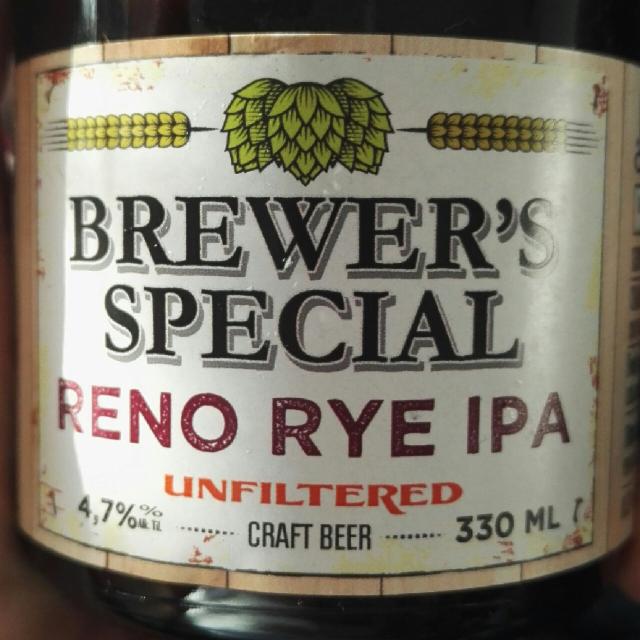 BREWER'S
SPECIAL
RENO RYE IPA
UNFILTERED
4,7% CRAFT BEER 330 ML